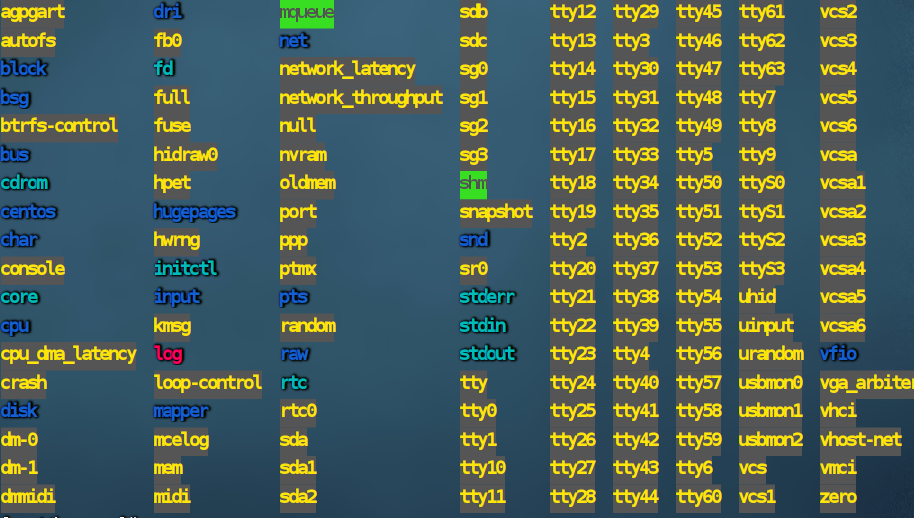 agpgart dri mqueue sdb tty12 tty29 tty45 tty61 vcs2
autofs fb0 net sdc tty13 tty3 tty46 tty62 vcs3
block fd network_latency sg0 tty14 tty30 tty47 tty63 vcs4
bsg full network_throughput sg1 tty15 tty31 tty48 tty7 vcs5
btrfs-control fuse null sg2 tty16 tty32 tty49 tty8 vcs6
bus hidraw0 nvram sg3 tty17 tty33 tty5 tty9 vcsa
cdrom hpet oldmem shm tty18 tty34 tty50 ttyS0 vcsa1
centos hugepages port snapshot tty19 tty35 tty51 ttyS1 vcsa2
char hwrng ppp snd tty2 tty36 tty52 ttyS2 vcsa3
console initctl ptmx sr0 tty20 tty37 tty53 ttyS3 vcsa4
core input pts stderr tty21 tty38 tty54 uhid vcsa5
cpu kmsg random stdin tty22 tty39 tty55 uinput vcsa6
cpu_dma_latency log raw stdout tty23 tty4 tty56 urandom vfio
crash loop-control rtc tty tty24 tty40 tty57 usbmon0 vga_arbiter
disk mapper rtc0 tty0 tty25 tty41 tty58 usbmon1 vhci
dm-0 mcelog sda tty1 tty26 tty42 tty59 usbmon2 vhost-net
dm-1 mem sda1 tty10 tty27 tty43 tty6 vcs vmci
dmmidi midi sda2 tty11 tty28 tty44 tty60 vcs1 zero